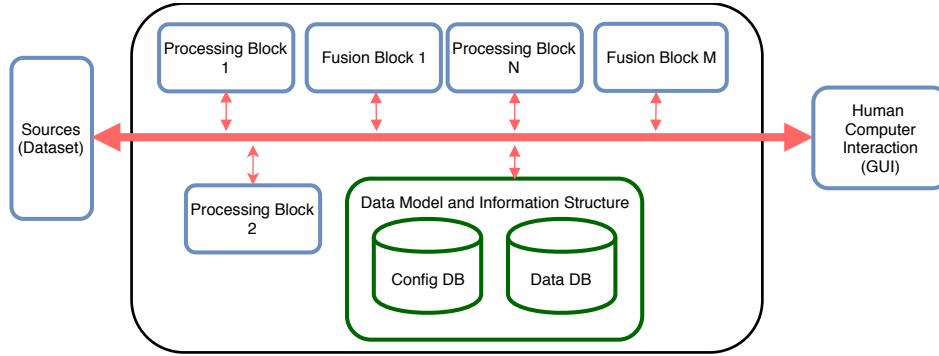 Processing Block
1
Fusion Block 1
Processing Block
N
Fusion Block M
Sources
(Dataset)
Human
Computer
Interaction
(GUI)
Processing Block
2
Data Model and Information Structure
Config DB
Data DB